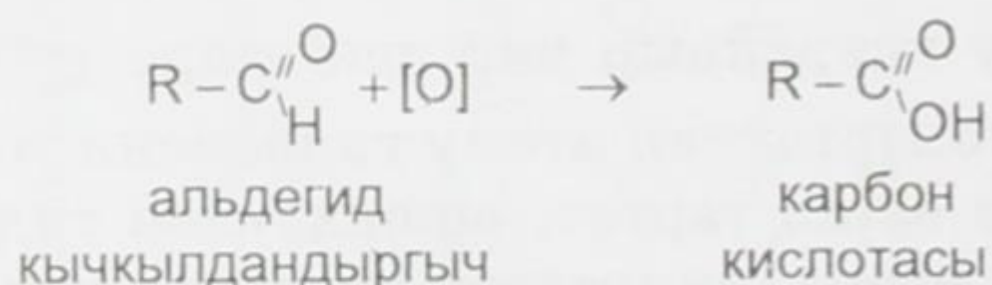 R – C // O \ H + [O] → R – C // O \ OH
альдегид карбон
кычкылдандыргыч кислотасы